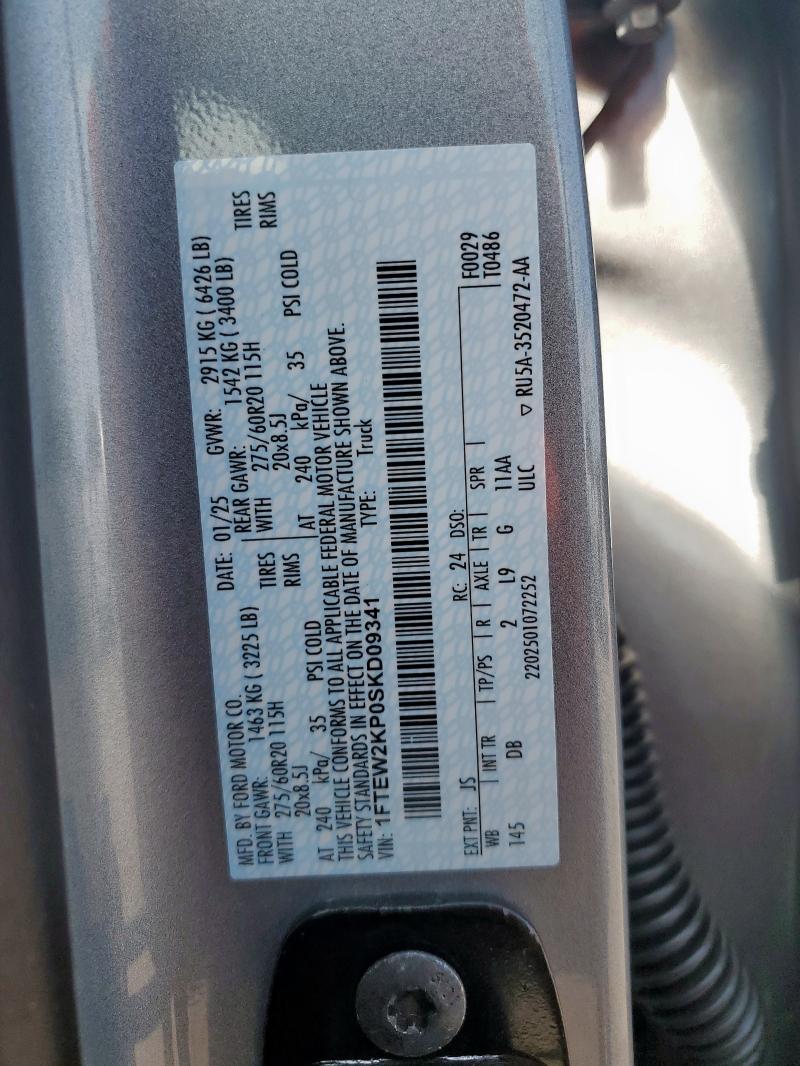 MFD. BY FORD MOTOR CO.
DATE: 01/25 GVWR: 2915 KG ( 6426 LB)
FRONT GAWR: 1463 KG ( 3225 LB) REAR GAWR: 1542 KG ( 3400 LB)
WITH 275/60R20 115H TIRES WITH 275/60R20 115H TIRES
20x8.5J RIMS 20x8.5J RIMS
AT 240 kPa/ 35 PSI COLD AT 240 kPa/ 35 PSI COLD
THIS VEHICLE CONFORMS TO ALL APPLICABLE FEDERAL MOTOR VEHICLE
SAFETY STANDARDS IN EFFECT ON THE DATE OF MANUFACTURE SHOWN ABOVE.
VIN: 1FTEW2KP0SKD09341 TYPE: Truck
EXT PNT: JS RC: 24 DSO: F0029
WB INT TR TP/PS R AXLE TR SPR T0486
145 DB 2 L9 G 11AA
2202501072252 ULC ▽ RU5A-3520472-AA